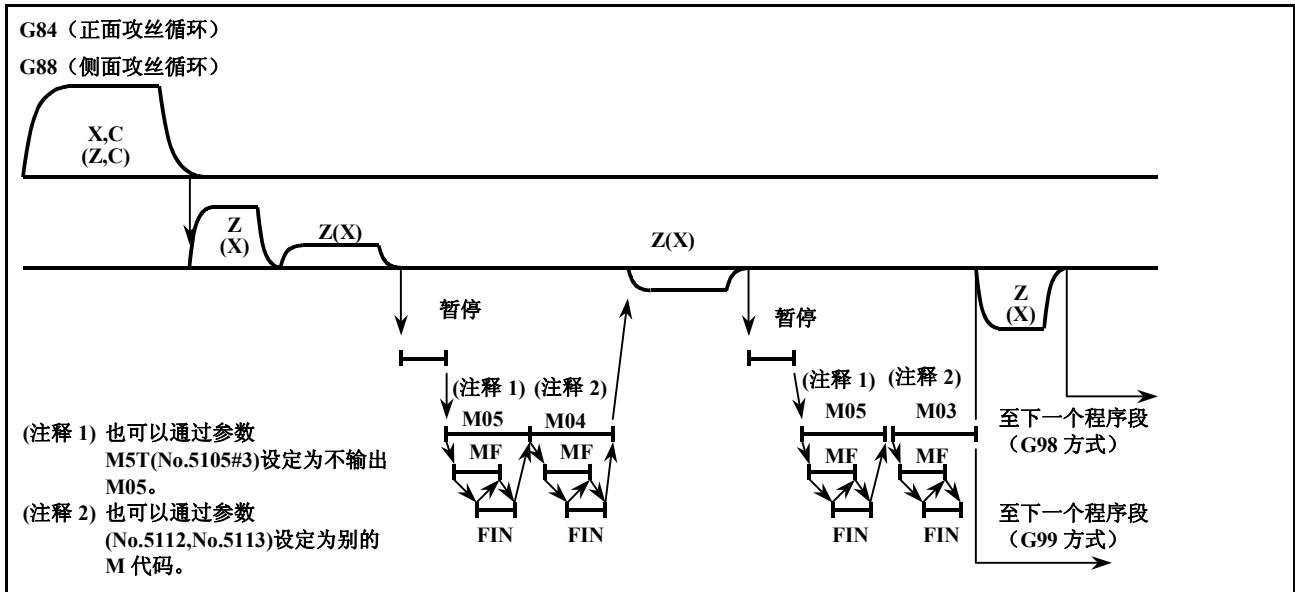 G84（正面攻丝循环）
G88（侧面攻丝循环）
X,C
(Z,C)
Z
(X)
Z(X)
Z(X)
暂停
暂停
Z
(X)
(注释 1) (注释 2)
M05 M04
MF MF
FIN FIN
(注释 1) (注释 2)
M05 M03
MF MF
FIN FIN
至下一个程序段
（G98 方式）
至下一个程序段
（G99 方式）
(注释 1) 也可以通过参数
M5T(No.5105#3)设定为不输出
M05。
(注释 2) 也可以通过参数
(No.5112,No.5113)设定为别的
M 代码。